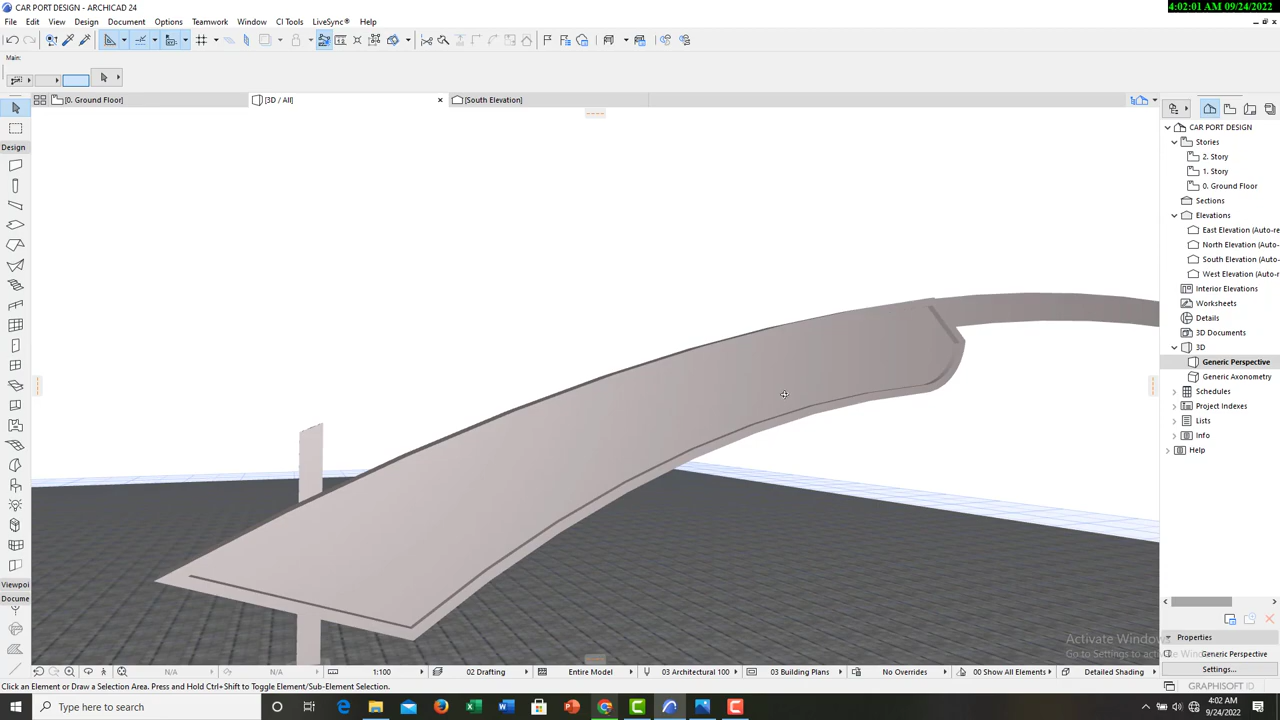 CAR PORT DESIGN - ARCHICAD 24
4:02:01 AM 09/24/2022
File Edit View Design Document Options Teamwork Window CI Tools LiveSync® Help
Main:
[0. Ground Floor]
[3D / All]
[South Elevation]
Design
CAR PORT DESIGN
Stories
2. Story
1. Story
0. Ground Floor
Sections
Elevations
East Elevation (Auto-re
North Elevation (Auto-
South Elevation (Auto-
West Elevation (Auto-r
Interior Elevations
Worksheets
Details
3D Documents
3D
Generic Perspective
Generic Axonometry
Schedules
Project Indexes
Lists
Info
Help
Viewpoi
Docume
Activate Windows
Go to Settings to activate Windows.
Properties
Generic Perspective
Settings...
N/A
N/A
1:100
02 Drafting
Entire Model
03 Architectural 100
03 Building Plans
No Overrides
00 Show All Elements
Detailed Shading
Click an Element or Draw a Selection Area. Press and Hold Ctrl+Shift to Toggle Element/Sub-Element Selection.
GRAPHISOFT
Type here to search
4:02 AM
9/24/2022